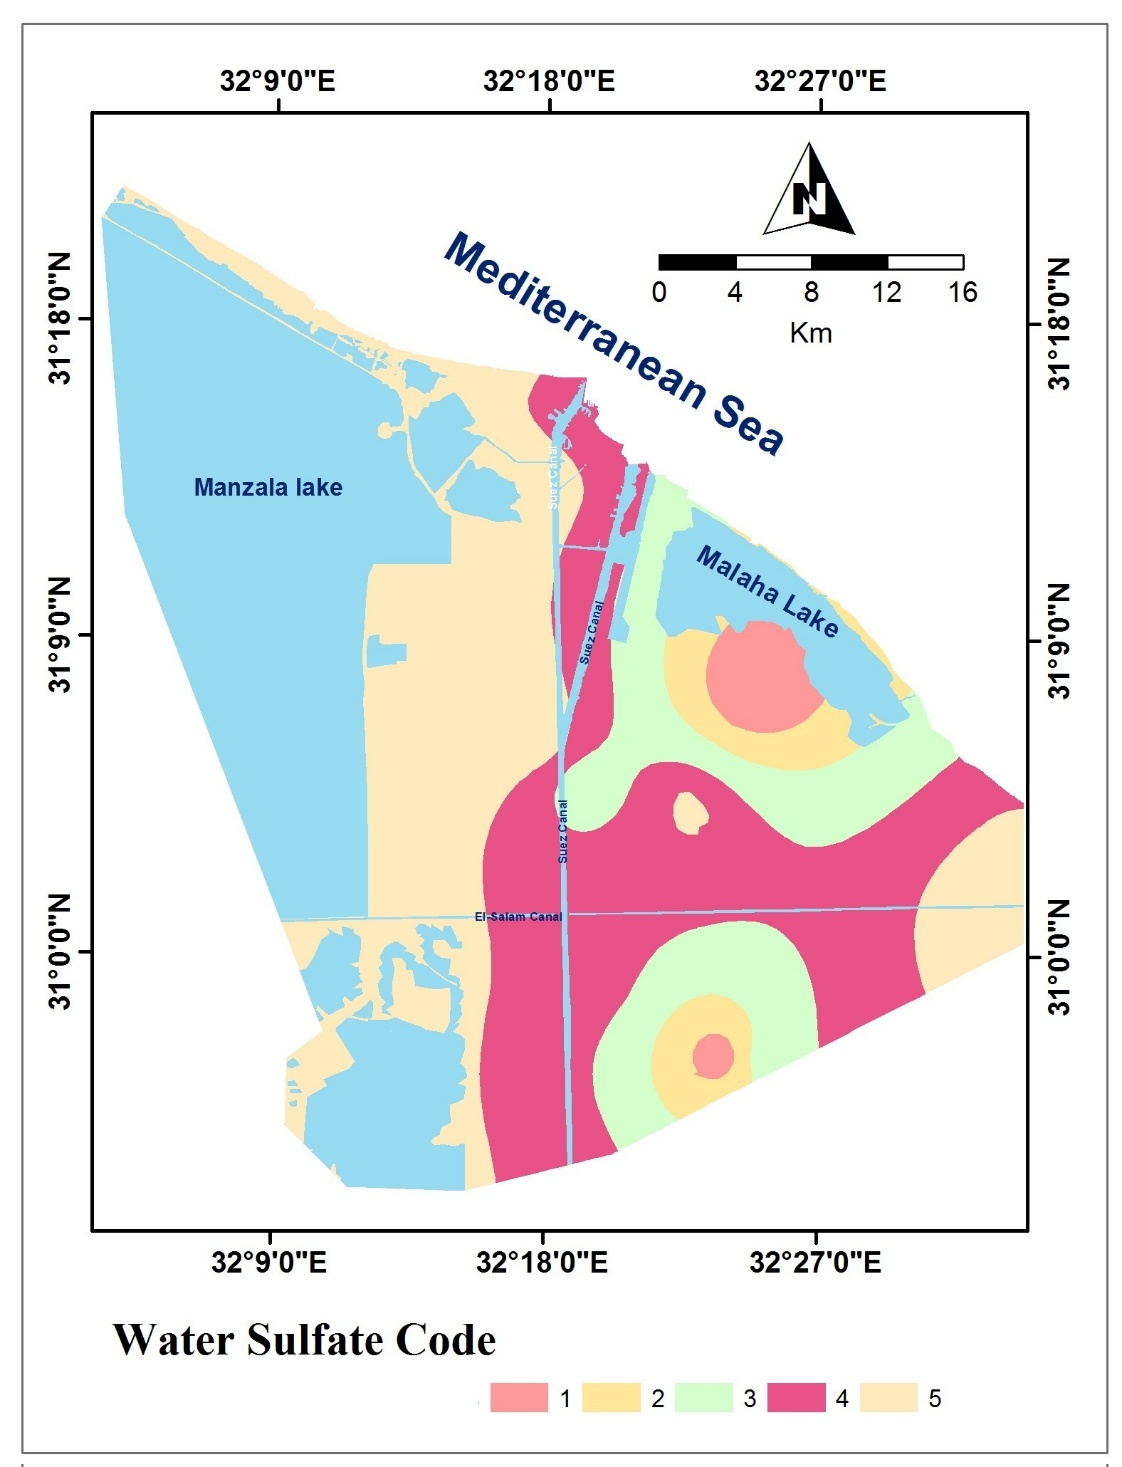 32°9'0"E 32°18'0"E 32°27'0"E
N
0 4 8 12 16
Km
Mediterranean Sea
31°18'0"N 31°18'0"N
Manzala lake
Suez Canal
Malaha Lake
31°9'0"N 31°9'0"N
Suez Canal
Suez Canal
El-Salam Canal
31°0'0"N 31°0'0"N
32°9'0"E 32°18'0"E 32°27'0"E
Water Sulfate Code
1 2 3 4 5